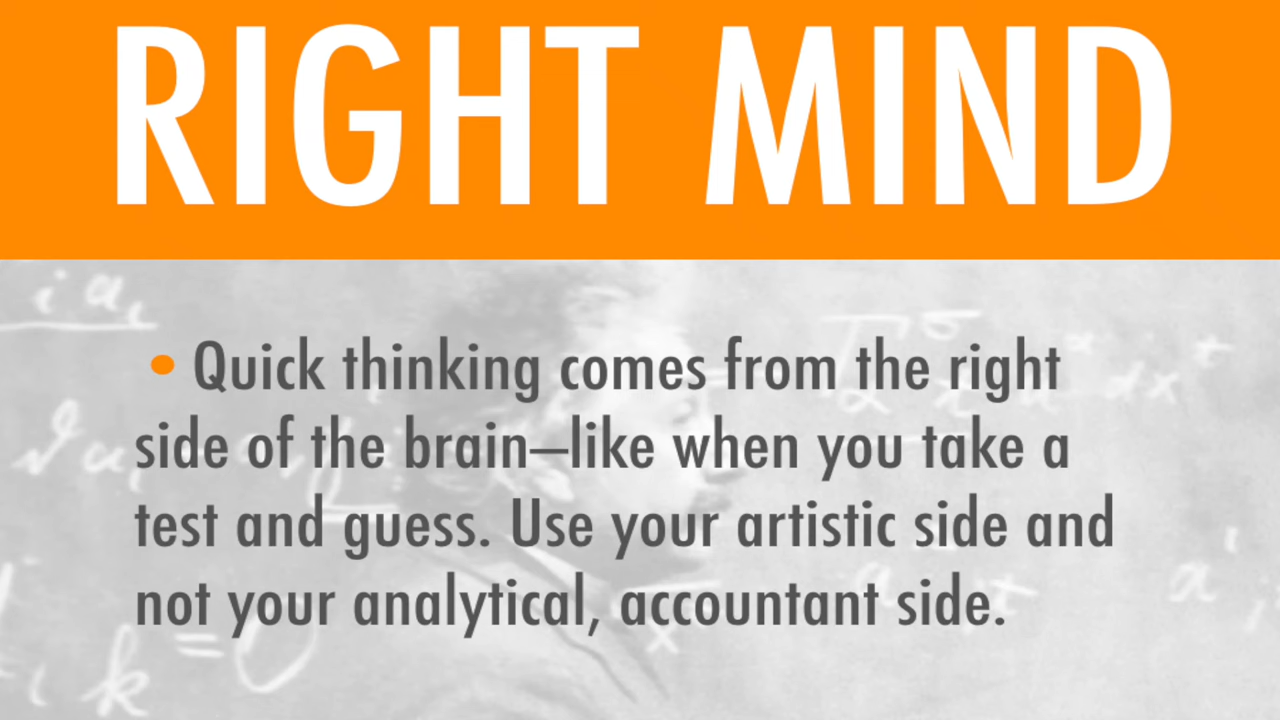 RIGHT MIND
• Quick thinking comes from the right
side of the brain—like when you take a
test and guess. Use your artistic side and
not your analytical, accountant side.